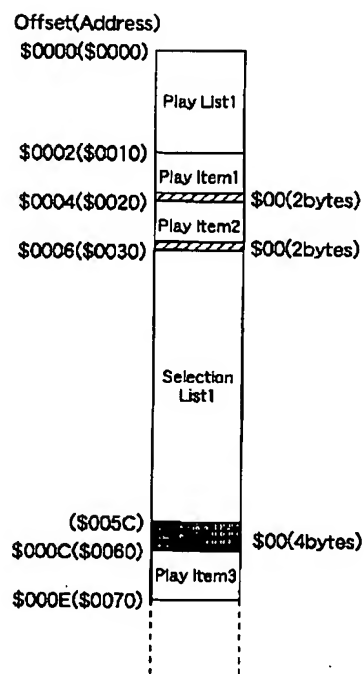 Offset(Address)
$0000($0000)
Play List1
$0002($0010)
Play Item1
$0004($0020)
$00(2bytes)
Play Item2
$0006($0030)
$00(2bytes)
Selection
List1
($005C)
$000C($0060)
$00(4bytes)
Play Item3
$000E($0070)